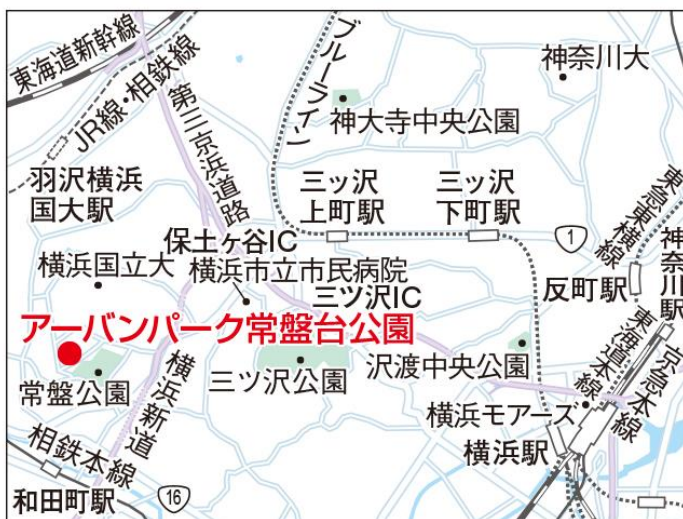 東海道新幹線
JR線・相鉄線
第三京浜道路
ブルーライン
神奈川大
神大寺中央公園
羽沢横浜
国大駅
三ッ沢
上町駅
三ッ沢
下町駅
1
東急東横線
神奈川駅
保土ヶ谷IC
横浜国立大
横浜市立市民病院
三ツ沢IC
反町駅
アーバンパーク常盤台公園
常盤公園
横浜新道
三ツ沢公園
沢渡中央公園
東海道本線
京急本線
横浜モアーズ
横浜駅
相鉄本線
和田町駅
16